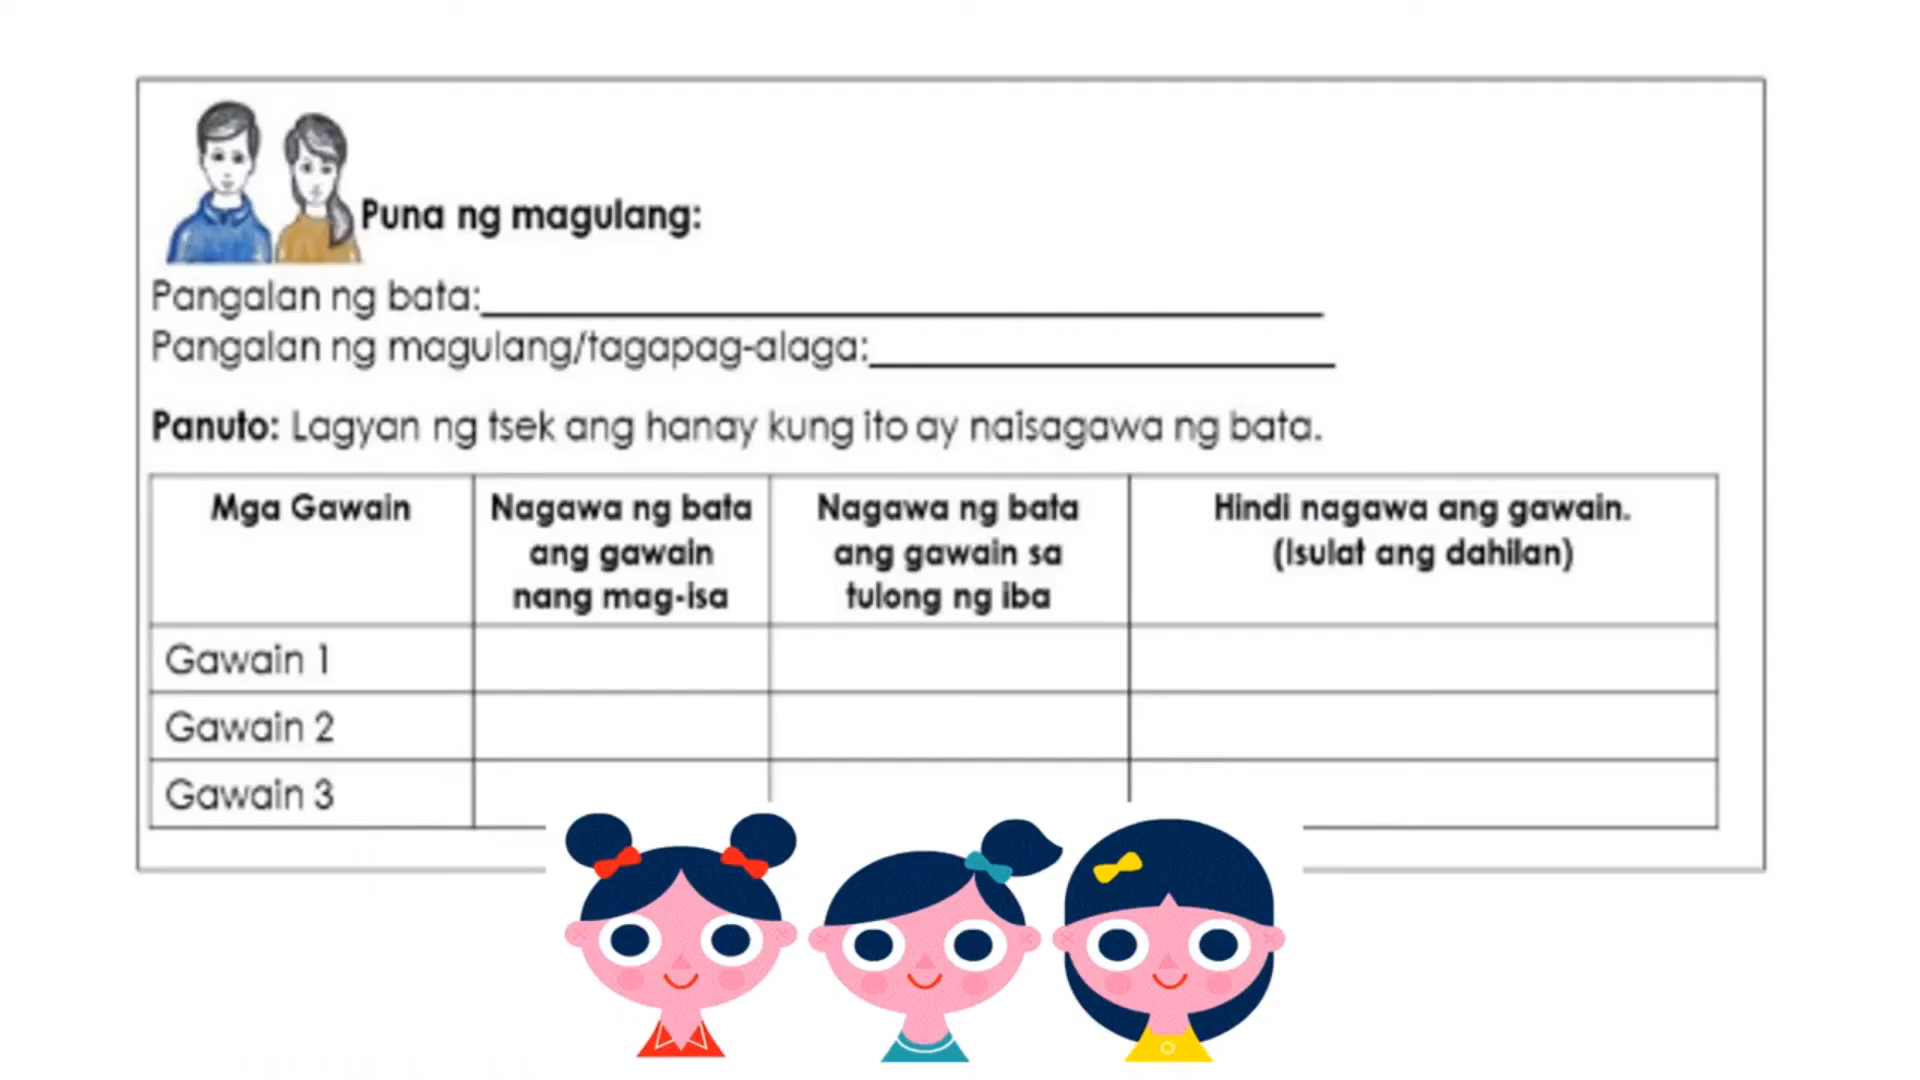 Puna ng magulang:
Pangalan ng bata:
Pangalan ng magulang/tagapag-alaga:
Panuto: Lagyan ng tsek ang hanay kung ito ay naisagawa ng bata.
Mga Gawain
Nagawa ng bata
ang gawain
nang mag-isa
Nagawa ng bata
ang gawain sa
tulong ng iba
Hindi nagawa ang gawain.
(Isulat ang dahilan)
Gawain 1
Gawain 2
Gawain 3